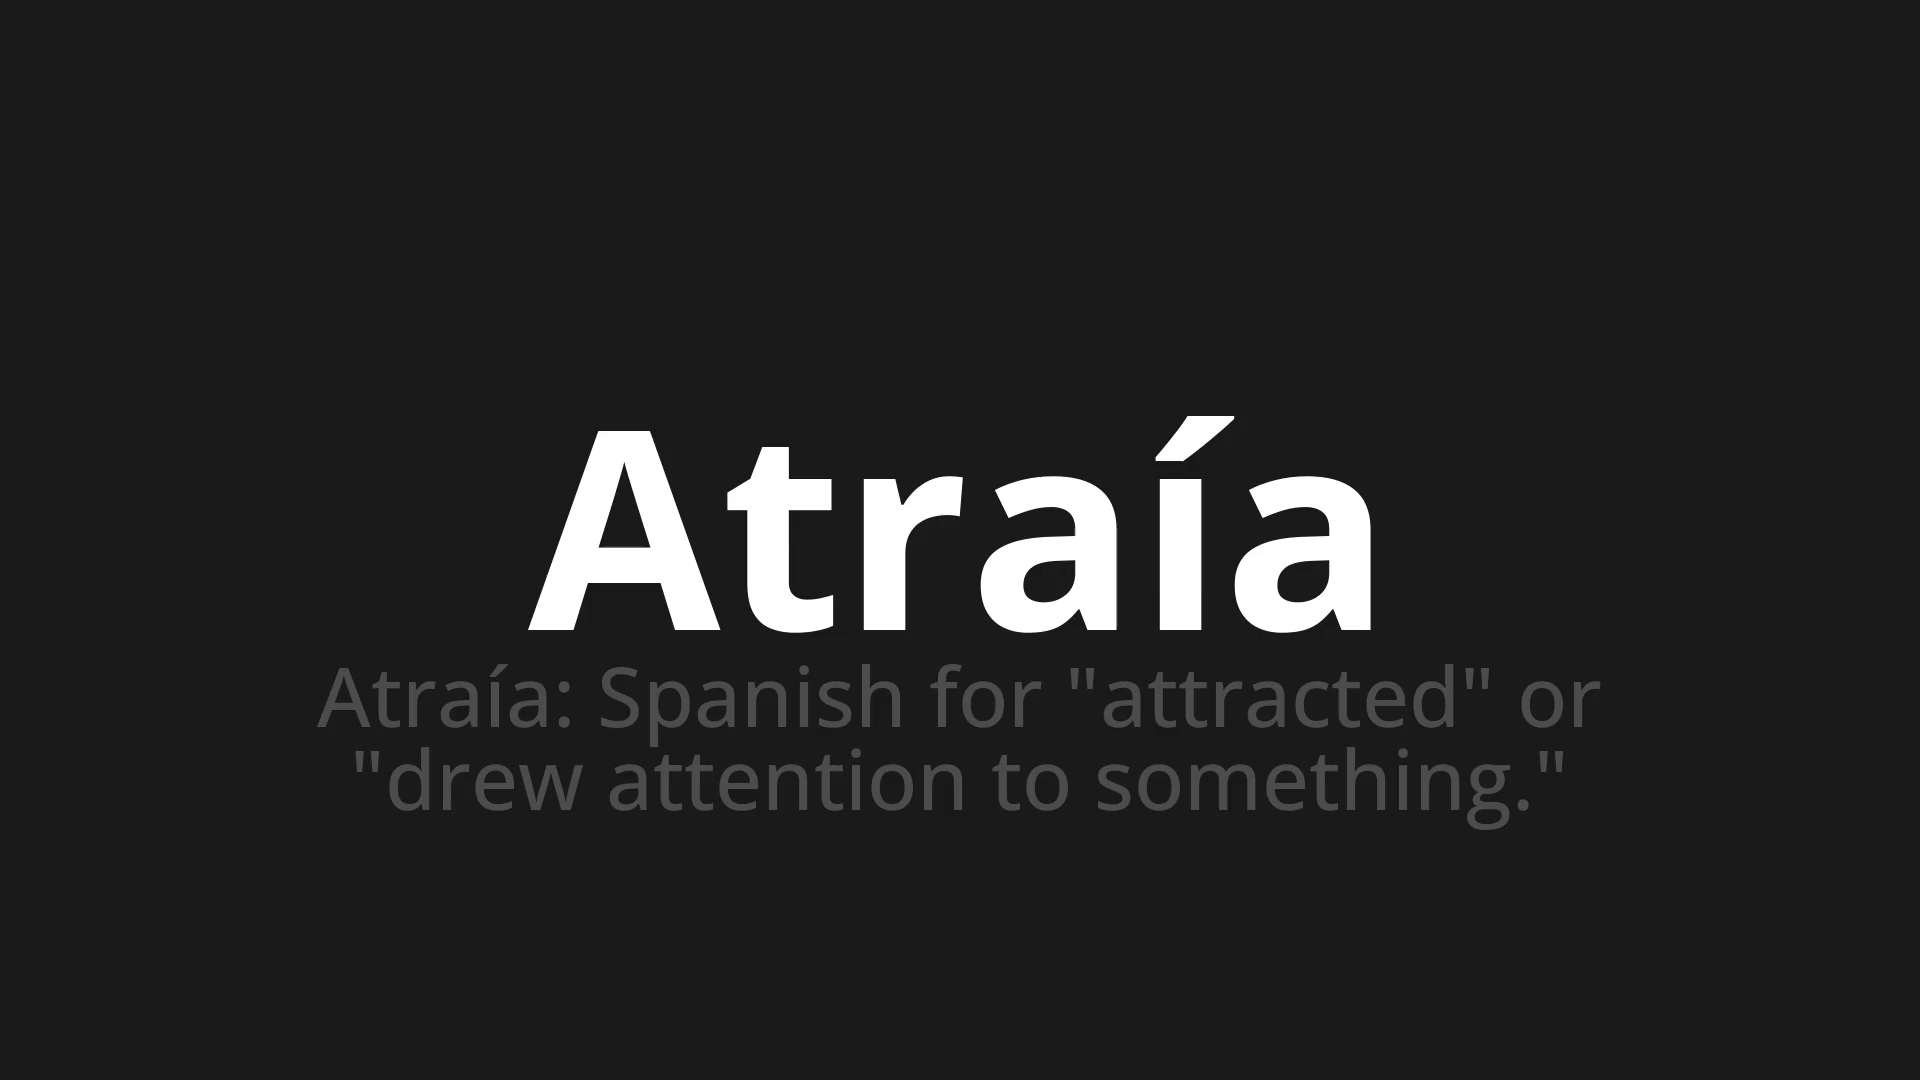 Atraía
Atraía: Spanish for "attracted" or
"drew attention to something."